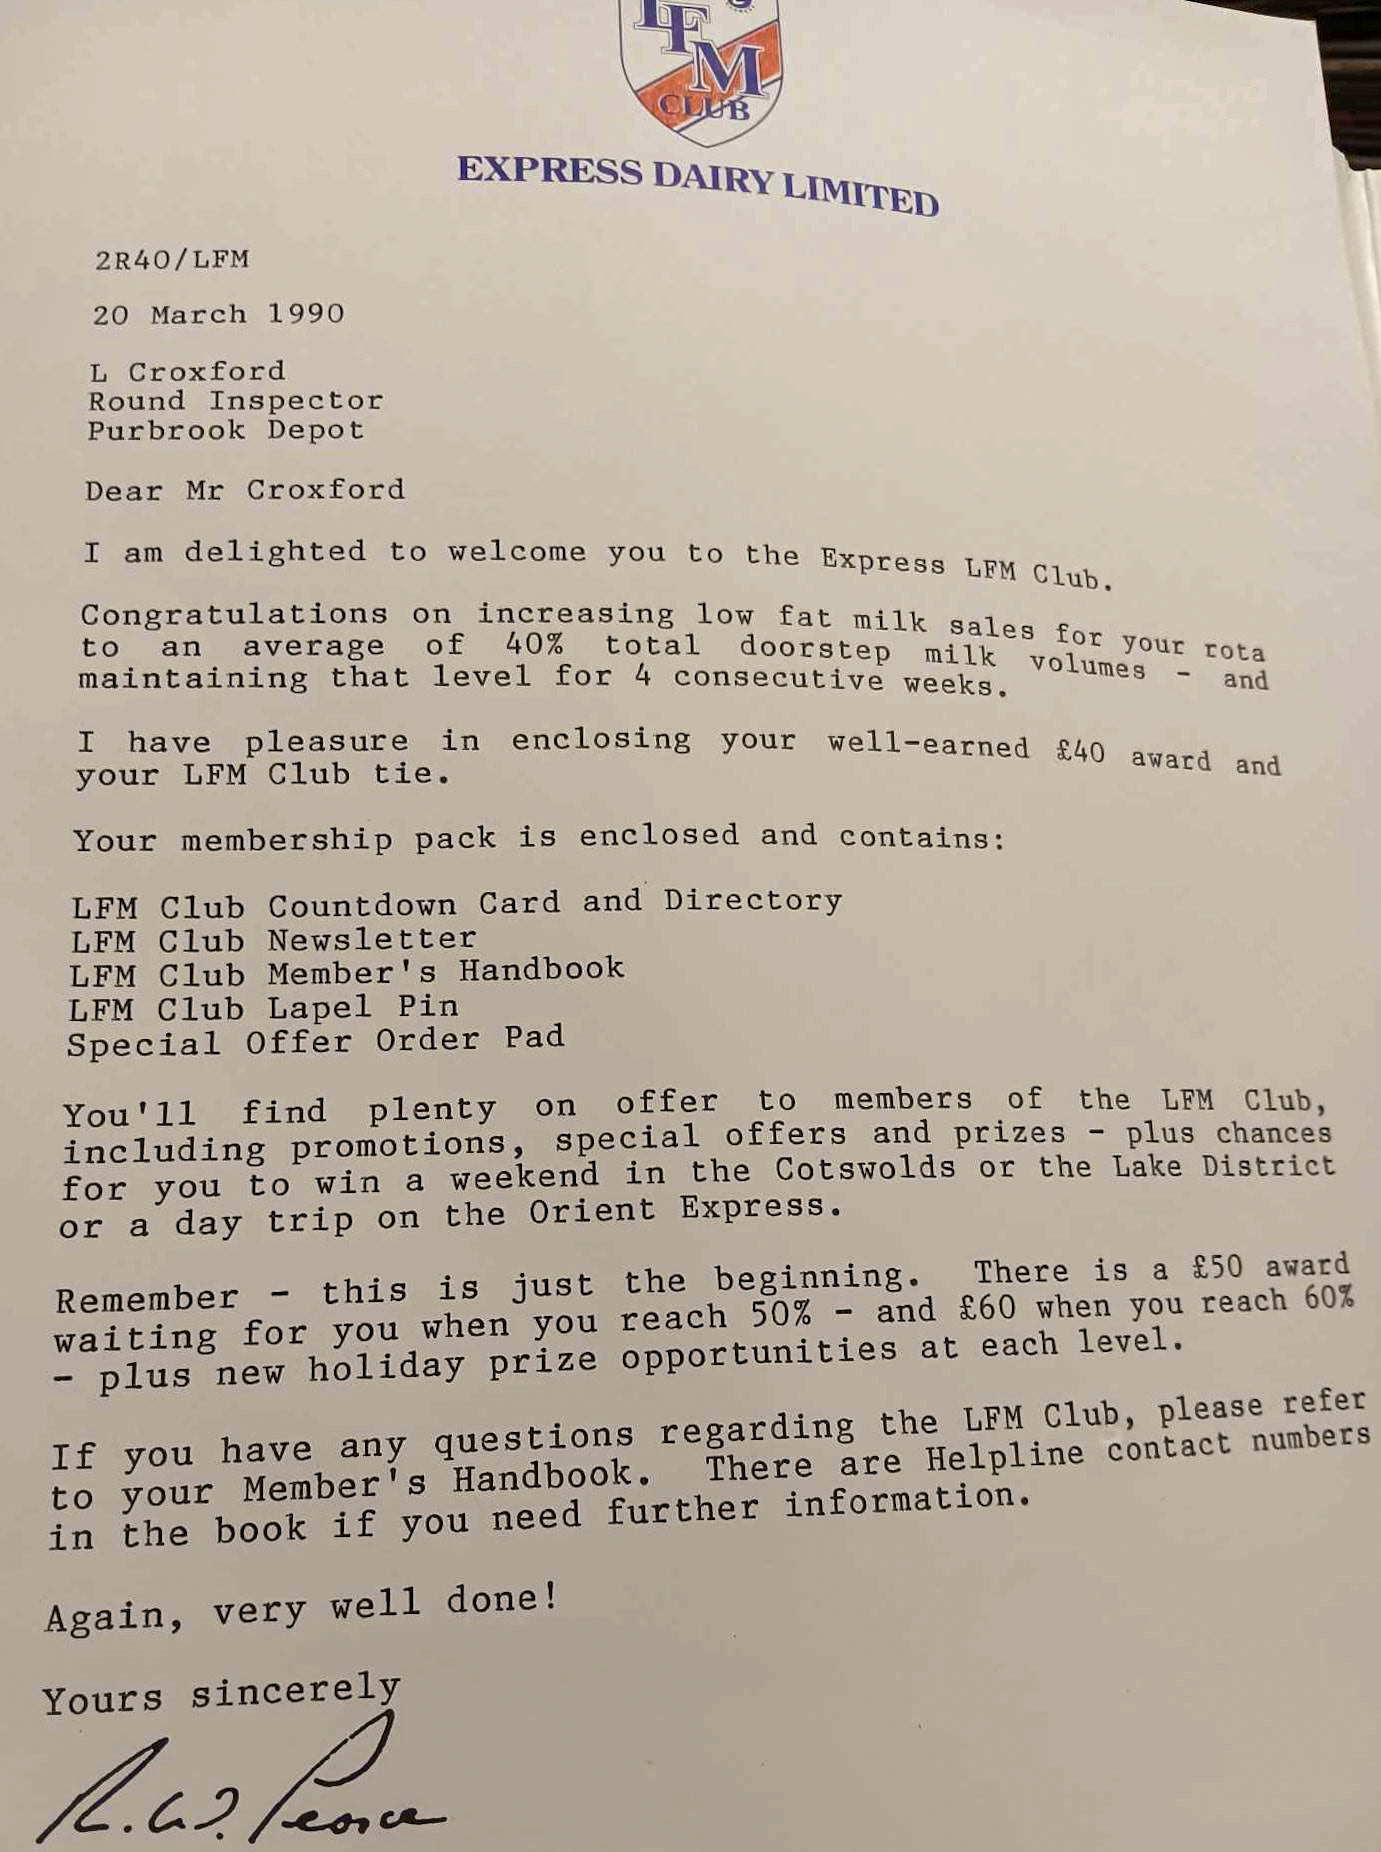 LFM
CLUB
EXPRESS DAIRY LIMITED
2R40/LFM
20 March 1990
L Croxford
Round Inspector
Purbrook Depot
Dear Mr Croxford
I am delighted to welcome you to the Express LFM Club.
Congratulations on increasing low fat milk sales for your rota
to an average of 40% total doorstep milk volumes - and
maintaining that level for 4 consecutive weeks.
I have pleasure in enclosing your well-earned £40 award and
your LFM Club tie.
Your membership pack is enclosed and contains:
LFM Club Countdown Card and Directory
LFM Club Newsletter
LFM Club Member's Handbook
LFM Club Lapel Pin
Special Offer Order Pad
You'll find plenty on offer to members of the LFM Club,
including promotions, special offers and prizes - plus chances
for you to win a weekend in the Cotswolds or the Lake District
or a day trip on the Orient Express.
Remember - this is just the beginning. There is a £50 award
waiting for you when you reach 50% - and £60 when you reach 60%
- plus new holiday prize opportunities at each level.
If you have any questions regarding the LFM Club, please refer
to your Member's Handbook. There are Helpline contact numbers
in the book if you need further information.
Again, very well done!
Yours sincerely